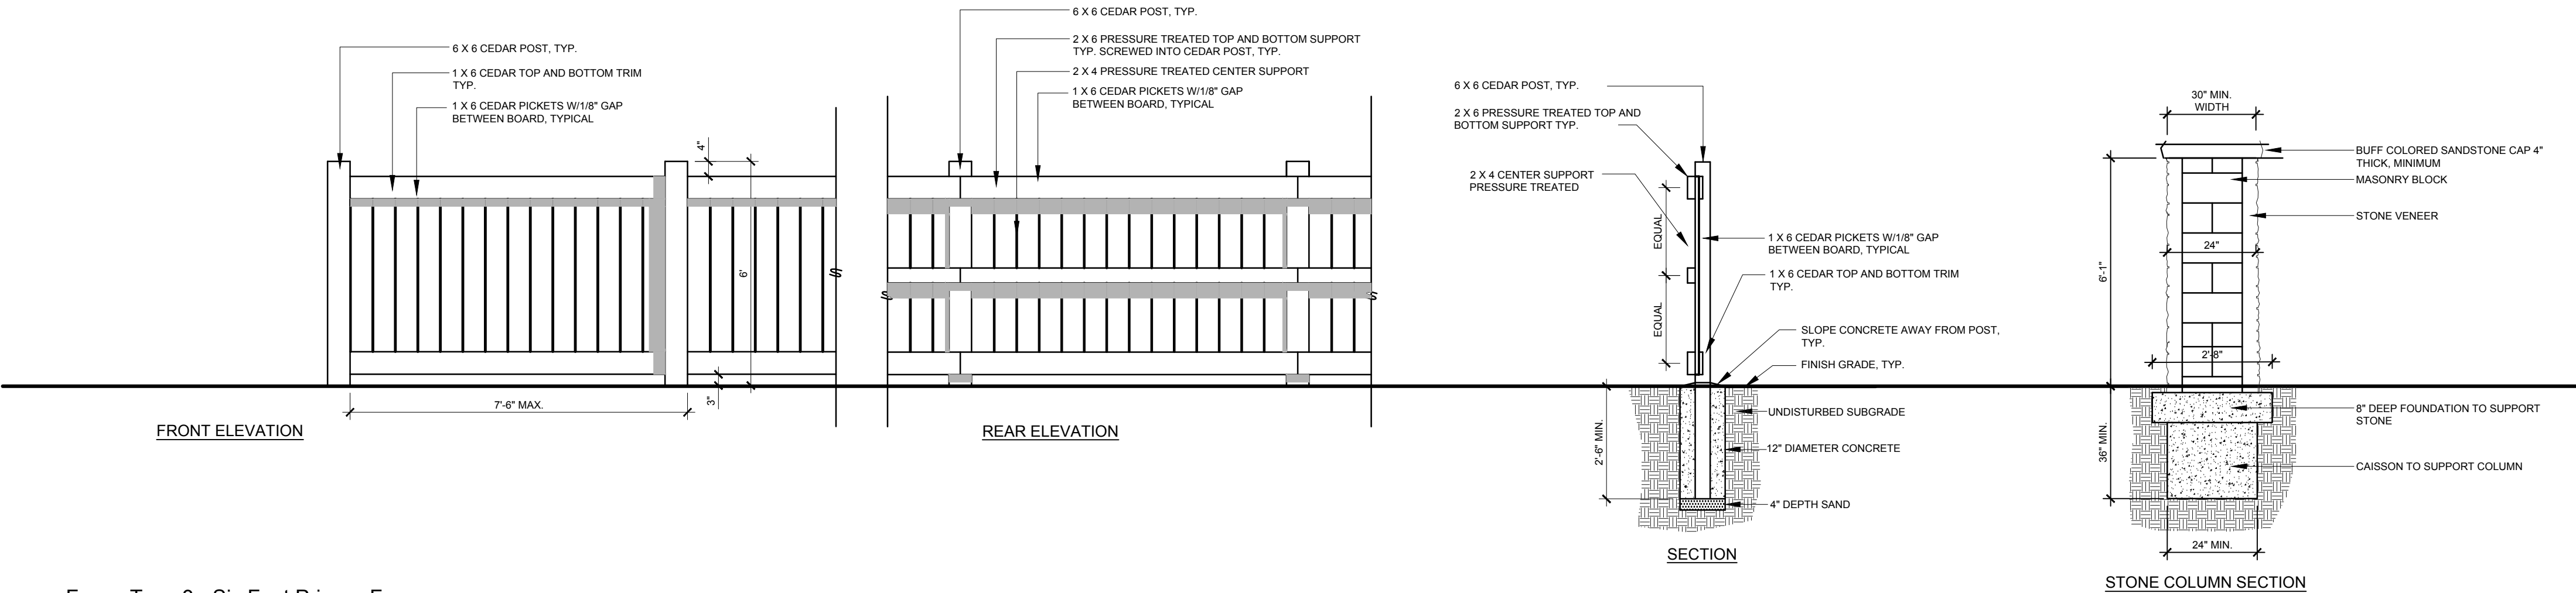 6 X 6 CEDAR POST, TYP.
1 X 6 CEDAR TOP AND BOTTOM TRIM
TYP.
1 X 6 CEDAR PICKETS W/1/8" GAP
BETWEEN BOARD, TYPICAL
4"
6'
3"
7'-6" MAX.
FRONT ELEVATION
6 X 6 CEDAR POST, TYP.
2 X 6 PRESSURE TREATED TOP AND BOTTOM SUPPORT
TYP. SCREWED INTO CEDAR POST, TYP.
2 X 4 PRESSURE TREATED CENTER SUPPORT
1 X 6 CEDAR PICKETS W/1/8" GAP
BETWEEN BOARD, TYPICAL
REAR ELEVATION
6 X 6 CEDAR POST, TYP.
2 X 6 PRESSURE TREATED TOP AND
BOTTOM SUPPORT TYP.
2 X 4 CENTER SUPPORT
PRESSURE TREATED
EQUAL
EQUAL
1 X 6 CEDAR PICKETS W/1/8" GAP
BETWEEN BOARD, TYPICAL
1 X 6 CEDAR TOP AND BOTTOM TRIM
TYP.
SLOPE CONCRETE AWAY FROM POST,
TYP.
FINISH GRADE, TYP.
2'-6" MIN.
UNDISTURBED SUBGRADE
12" DIAMETER CONCRETE
4" DEPTH SAND
SECTION
30" MIN.
WIDTH
BUFF COLORED SANDSTONE CAP 4"
THICK, MINIMUM
MASONRY BLOCK
STONE VENEER
24"
6'-1"
2'-8"
36" MIN.
8" DEEP FOUNDATION TO SUPPORT
STONE
CAISSON TO SUPPORT COLUMN
24" MIN.
STONE COLUMN SECTION